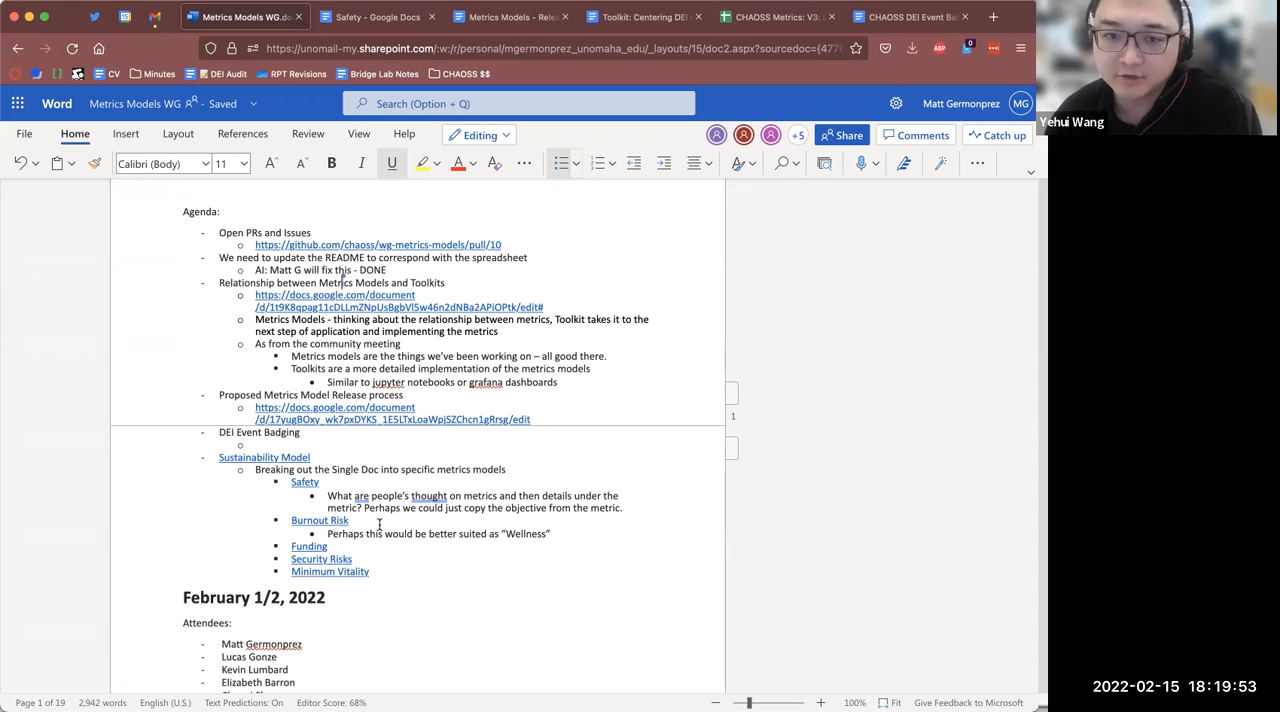 Metrics Models WG.do
Safety - Google Docs
Metrics Models - Rele
Toolkit: Centering DEI
CHAOSS Metrics: V3:
CHAOSS DEI Event Ba
https://unomail-my.sharepoint.com/:w:/r/personal/mgermonprez_unomaha_edu/_layouts/15/doc2.aspx?sourcedoc={477
ABP
0
CV
Minutes
DEI Audit
RPT Revisions
Bridge Lab Notes
CHAOSS $$
Word
Metrics Models WG
- Saved
Search (Option + Q)
Matt Germonprez
MG
File
Home
Insert
Layout
References
Review
View
Help
Editing
+5
Share
Comments
Catch up
Calibri (Body)
11
Agenda:
- Open PRs and Issues
o https://github.com/chaoss/wg-metrics-models/pull/10
- We need to update the README to correspond with the spreadsheet
o AI: Matt G will fix this - DONE
- Relationship between Metrics Models and Toolkits
o https://docs.google.com/document
/d/1t9K8qpag11cDLLmZNpUsBgbVl5w46n2dNBa2APiOPtk/edit#
o Metrics Models - thinking about the relationship between metrics, Toolkit takes it to the
next step of application and implementing the metrics
o As from the community meeting
▪ Metrics models are the things we've been working on – all good there.
▪ Toolkits are a more detailed implementation of the metrics models
• Similar to jupyter notebooks or grafana dashboards
- Proposed Metrics Model Release process
o https://docs.google.com/document
/d/17yugBOxy_wk7pxDYKS_1E5LTxLoaWpjSZChcn1gRrsg/edit
1
- DEI Event Badging
o
- Sustainability Model
o Breaking out the Single Doc into specific metrics models
▪ Safety
• What are people's thought on metrics and then details under the
metric? Perhaps we could just copy the objective from the metric.
▪ Burnout Risk
• Perhaps this would be better suited as “Wellness”
▪ Funding
▪ Security Risks
▪ Minimum Vitality
February 1/2, 2022
Attendees:
- Matt Germonprez
- Lucas Gonze
- Kevin Lumbard
- Elizabeth Barron
Page 1 of 19
2,942 words
English (U.S.)
Text Predictions: On
Editor Score: 68%
100%
Fit
Give Feedback to Microsoft
Yehui Wang
2022-02-15 18:19:53